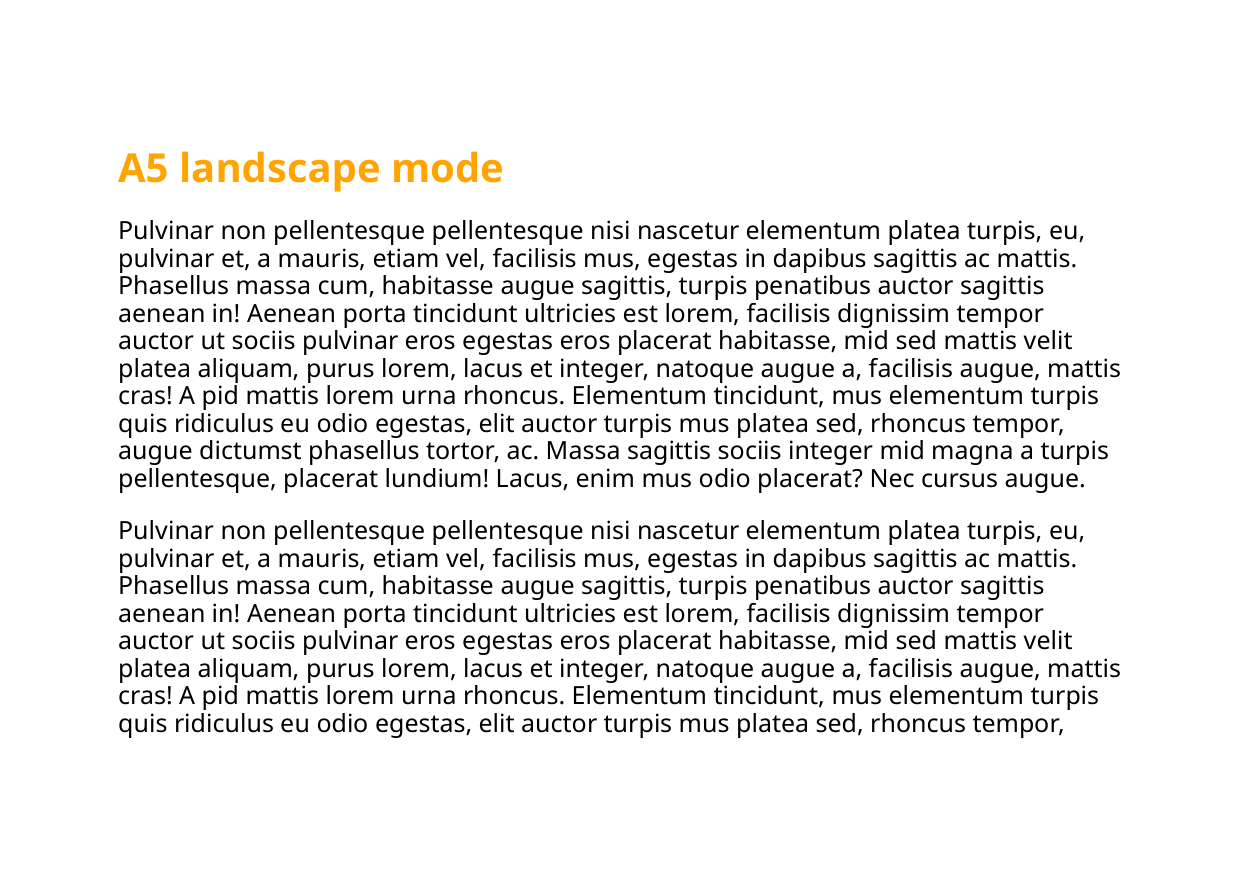 A5 landscape mode
Pulvinar non pellentesque pellentesque nisi nascetur elementum platea turpis, eu,
pulvinar et, a mauris, etiam vel, facilisis mus, egestas in dapibus sagittis ac mattis.
Phasellus massa cum, habitasse augue sagittis, turpis penatibus auctor sagittis
aenean in! Aenean porta tincidunt ultricies est lorem, facilisis dignissim tempor
auctor ut sociis pulvinar eros egestas eros placerat habitasse, mid sed mattis velit
platea aliquam, purus lorem, lacus et integer, natoque augue a, facilisis augue, mattis
cras! A pid mattis lorem urna rhoncus. Elementum tincidunt, mus elementum turpis
quis ridiculus eu odio egestas, elit auctor turpis mus platea sed, rhoncus tempor,
augue dictumst phasellus tortor, ac. Massa sagittis sociis integer mid magna a turpis
pellentesque, placerat lundium! Lacus, enim mus odio placerat? Nec cursus augue.
Pulvinar non pellentesque pellentesque nisi nascetur elementum platea turpis, eu,
pulvinar et, a mauris, etiam vel, facilisis mus, egestas in dapibus sagittis ac mattis.
Phasellus massa cum, habitasse augue sagittis, turpis penatibus auctor sagittis
aenean in! Aenean porta tincidunt ultricies est lorem, facilisis dignissim tempor
auctor ut sociis pulvinar eros egestas eros placerat habitasse, mid sed mattis velit
platea aliquam, purus lorem, lacus et integer, natoque augue a, facilisis augue, mattis
cras! A pid mattis lorem urna rhoncus. Elementum tincidunt, mus elementum turpis
quis ridiculus eu odio egestas, elit auctor turpis mus platea sed, rhoncus tempor,